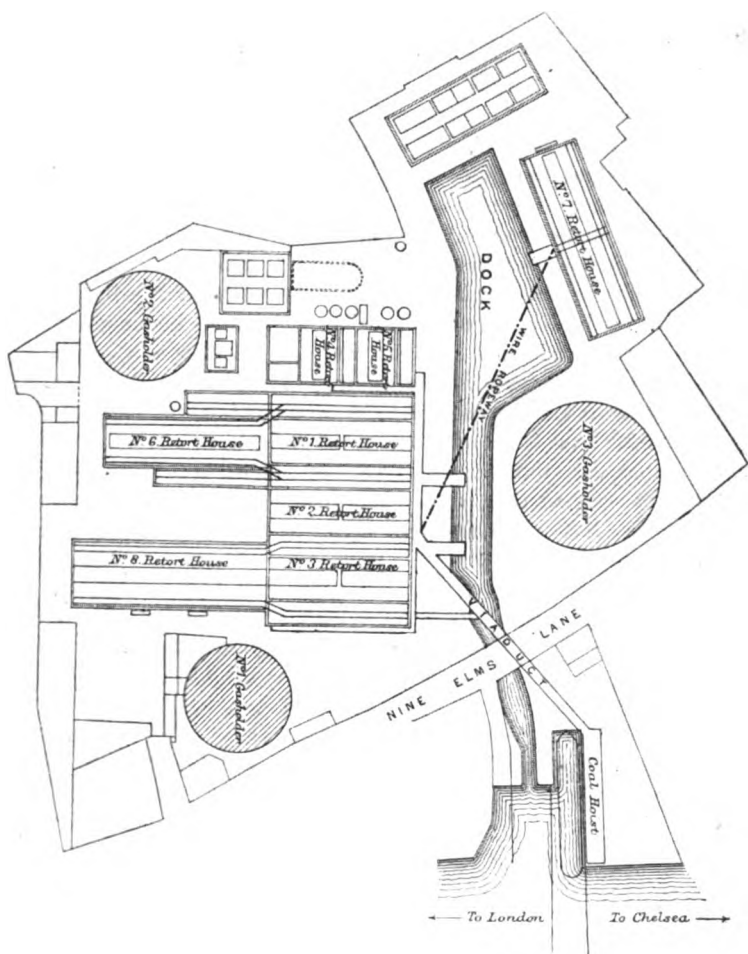 Nº 7 Retort House
DOCK
WIRE ROPEWAY
Nº 2 Gasholder
Nº 4 Retort
House
Nº 5 Retort
House
Nº 6 Retort House
Nº 1 Retort House
Nº 3 Gasholder
Nº 2 Retort House
Nº 8 Retort House
Nº 3 Retort House
VIADUCT
NINE ELMS LANE
Nº 1 Gasholder
Coal Hoist
To London
To Chelsea